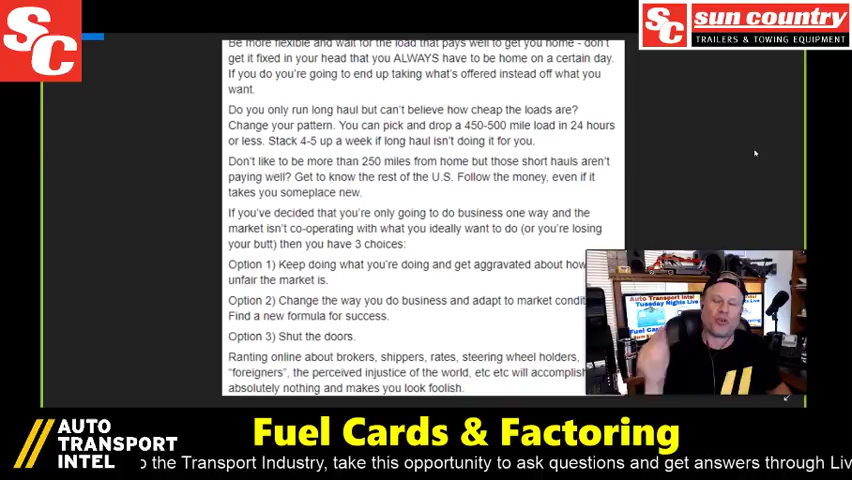 SC
SC
sun country
TRAILERS & TOWING EQUIPMENT
Be more flexible and wait for the load that pays well to get you home - don't
get it fixed in your head that you ALWAYS have to be home on a certain day.
If you do you're going to end up taking what's offered instead off what you
want.
Do you only run long haul but can't believe how cheap the loads are?
Change your pattern. You can pick and drop a 450-500 mile load in 24 hours
or less. Stack 4-5 up a week if long haul isn't doing it for you.
Don't like to be more than 250 miles from home but those short hauls aren't
paying well? Get to know the rest of the U.S. Follow the money, even if it
takes you someplace new.
If you've decided that you're only going to do business one way and the
market isn't co-operating with what you ideally want to do (or you're losing
your butt) then you have 3 choices:
Option 1) Keep doing what you're doing and get aggravated about how
unfair the market is.
Option 2) Change the way you do business and adapt to market condit
Find a new formula for success.
Option 3) Shut the doors.
Ranting online about brokers, shippers, rates, steering wheel holders,
"foreigners", the perceived injustice of the world, etc etc will accomplish
absolutely nothing and makes you look foolish.
Auto Transport Intel
Tuesday Nights Live
Fuel Car
AUTO
TRANSPORT
INTEL
Fuel Cards & Factoring
o the Transport Industry, take this opportunity to ask questions and get answers through Liv